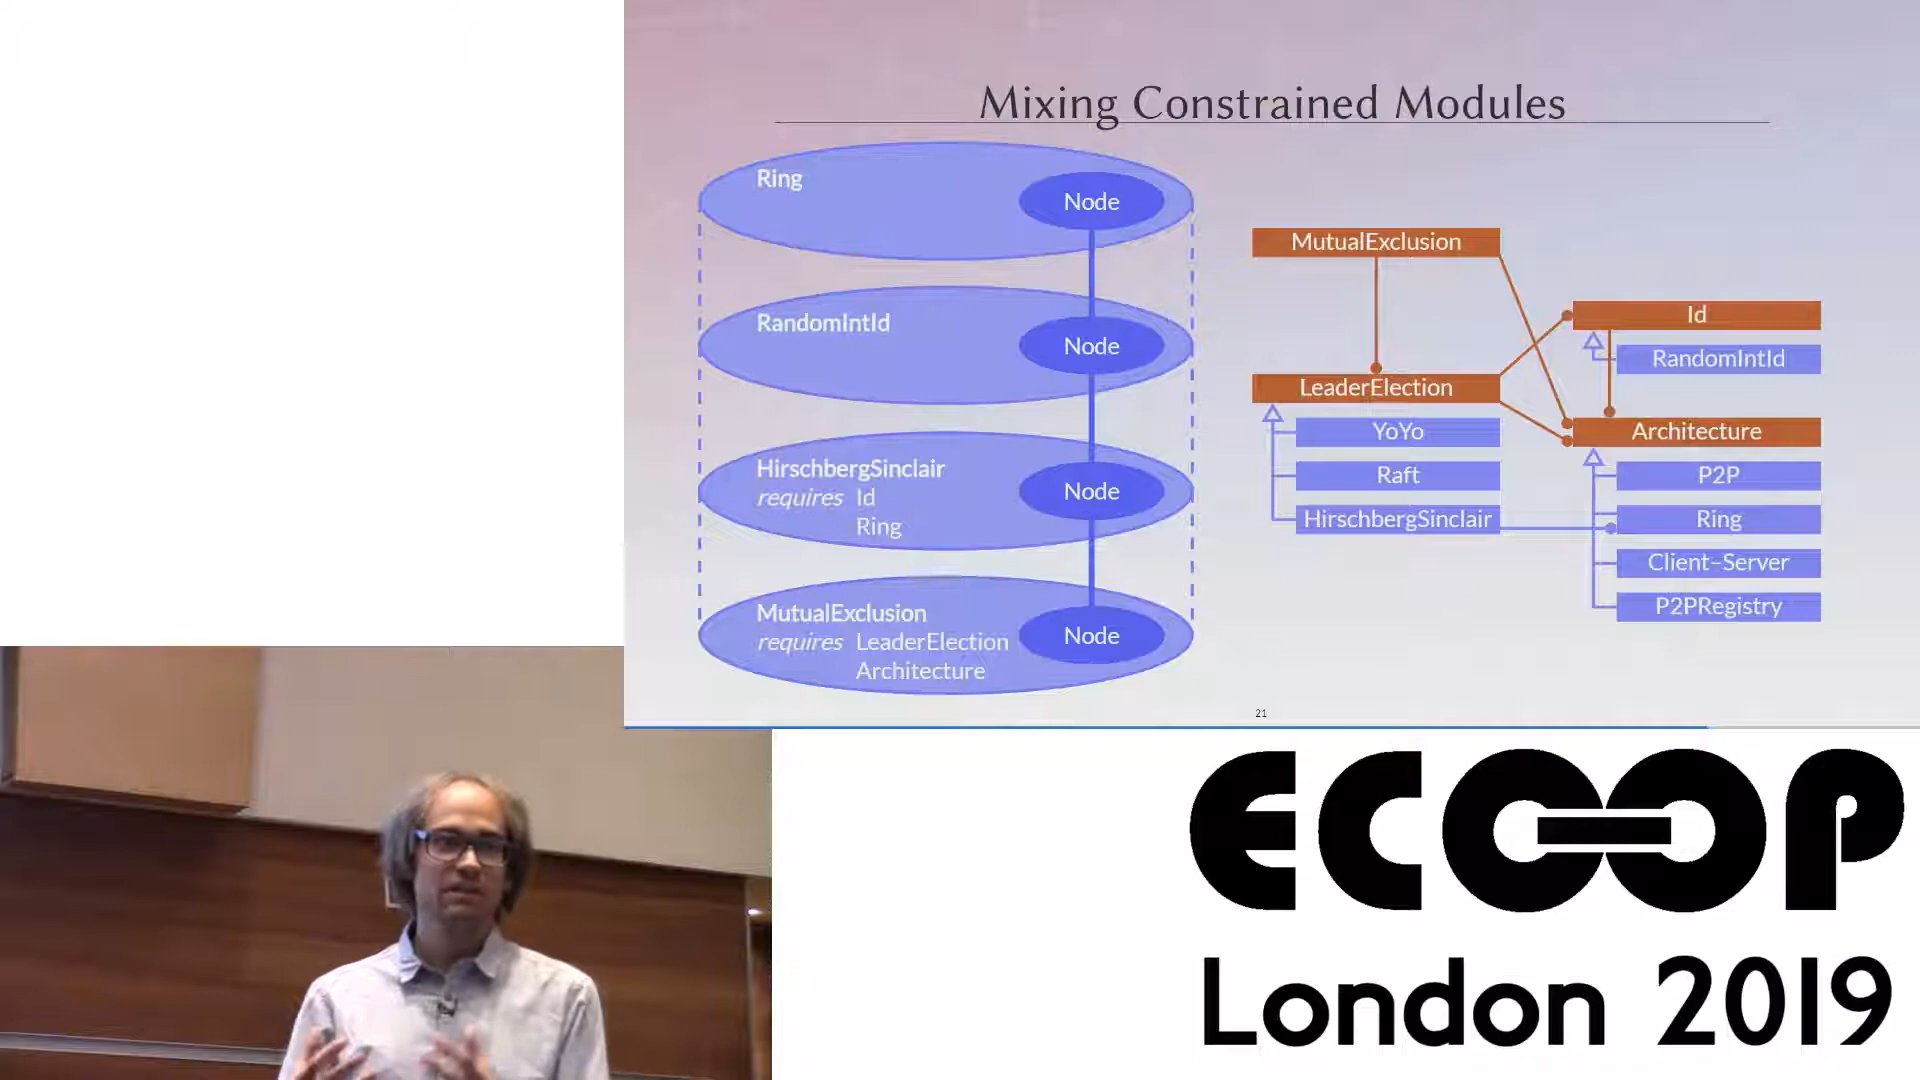 Mixing Constrained Modules
Ring
Node
RandomIntId
Node
HirschbergSinclair
requires Id
Ring
Node
MutualExclusion
requires LeaderElection
Architecture
Node
MutualExclusion
LeaderElection
YoYo
Raft
HirschbergSinclair
Id
RandomIntId
Architecture
P2P
Ring
Client–Server
P2PRegistry
21
ECOOP
London 2019